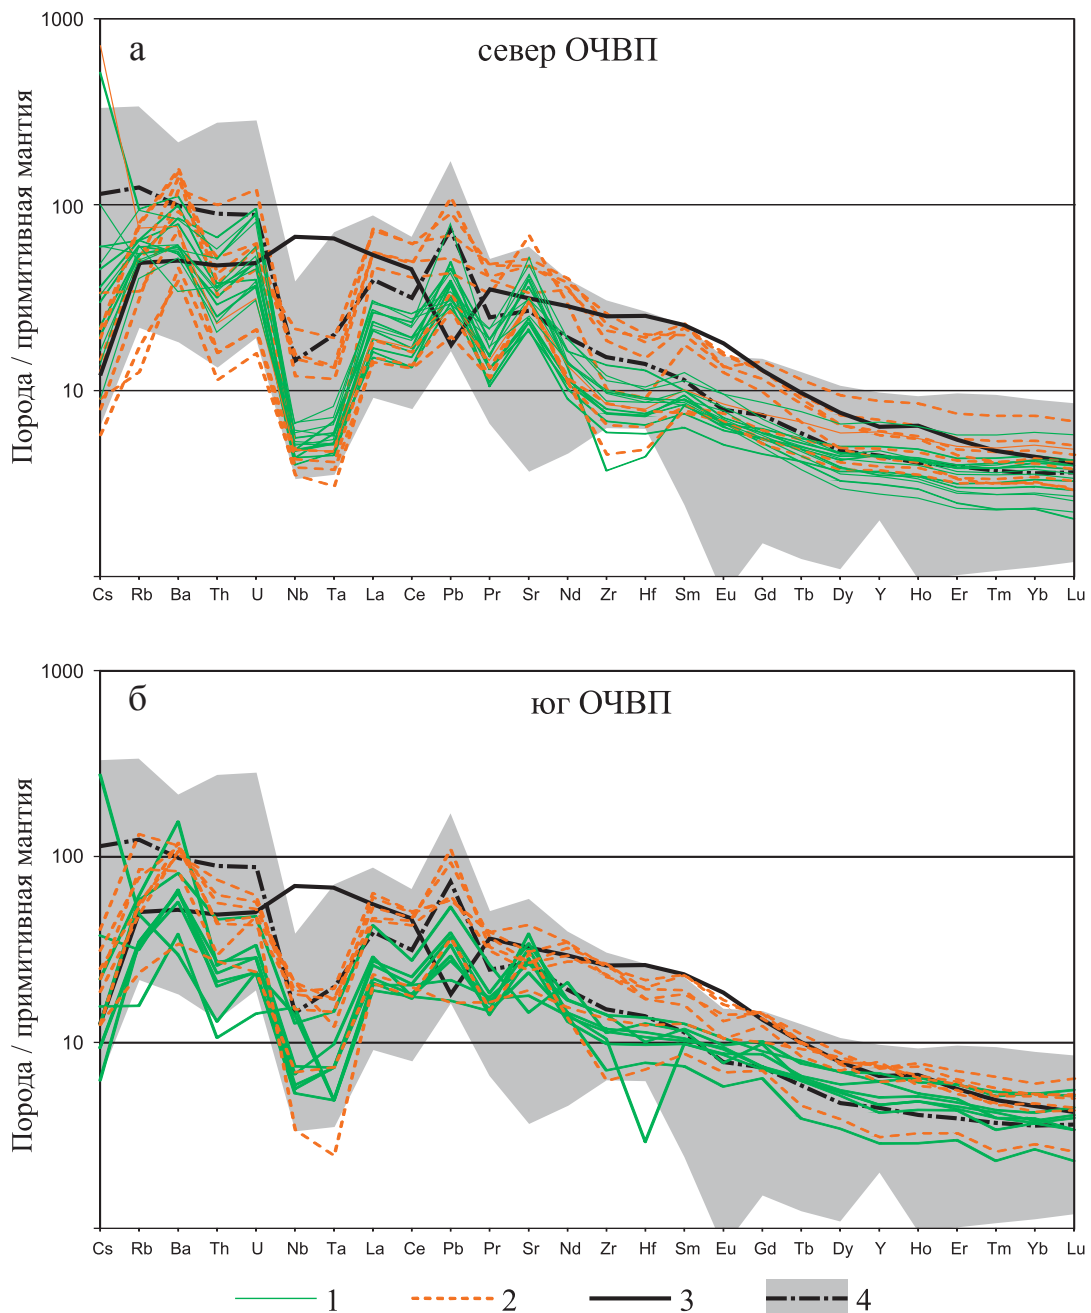 1000
а
север ОЧВП
100
10
Порода / примитивная мантия
Cs Rb Ba Th U Nb Ta La Ce Pb Pr Sr Nd Zr Hf Sm Eu Gd Tb Dy Y Ho Er Tm Yb Lu
1000
б
юг ОЧВП
100
10
Порода / примитивная мантия
Cs Rb Ba Th U Nb Ta La Ce Pb Pr Sr Nd Zr Hf Sm Eu Gd Tb Dy Y Ho Er Tm Yb Lu
1 2 3 4